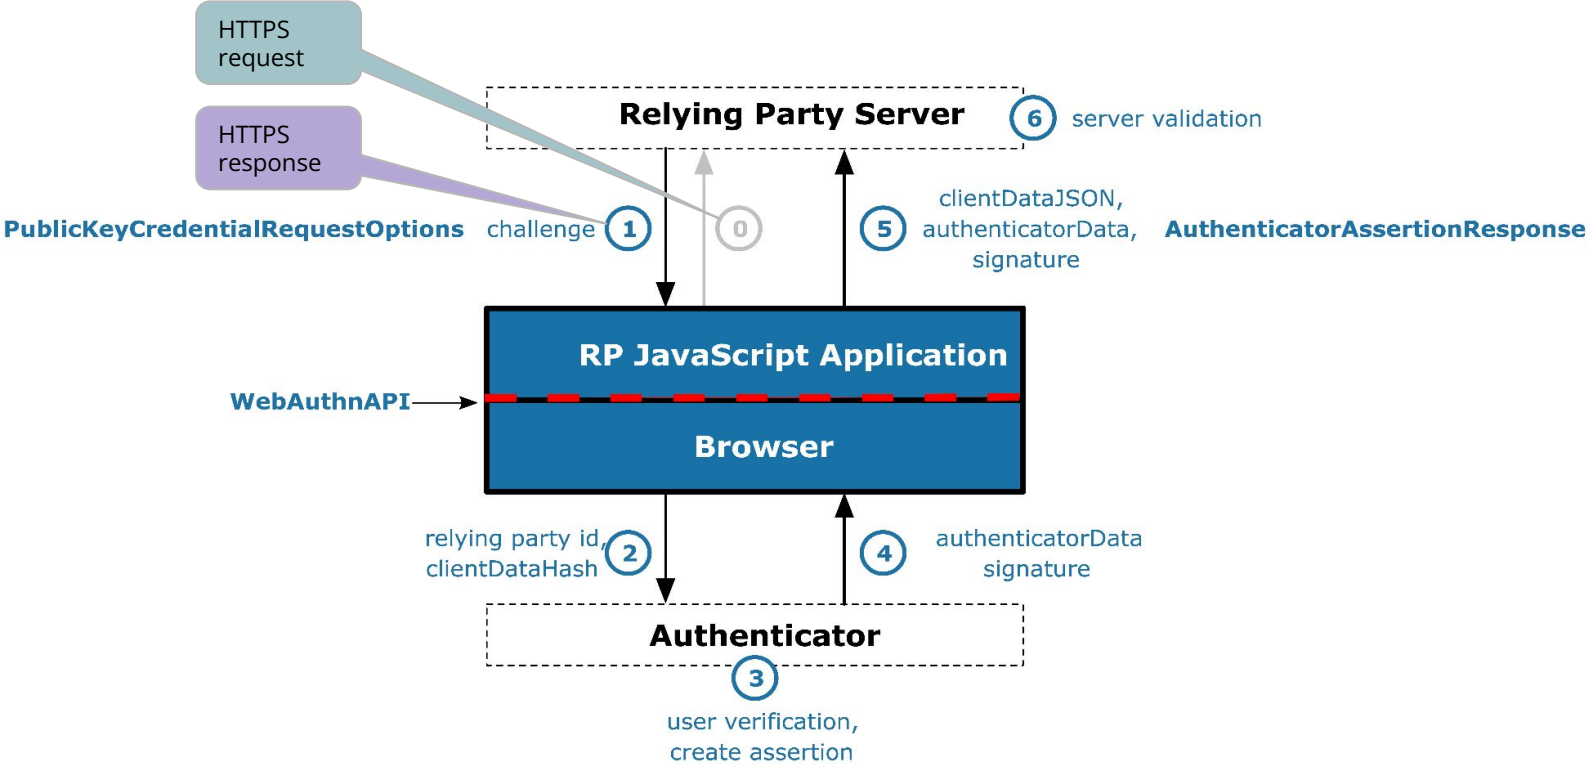 HTTPS
request
HTTPS
response
Relying Party Server
6 server validation
PublicKeyCredentialRequestOptions challenge 1
0
5
clientDataJSON,
authenticatorData,
signature
AuthenticatorAssertionResponse
RP JavaScript Application
WebAuthnAPI
Browser
relying party id,
clientDataHash
2
4
authenticatorData
signature
Authenticator
3
user verification,
create assertion